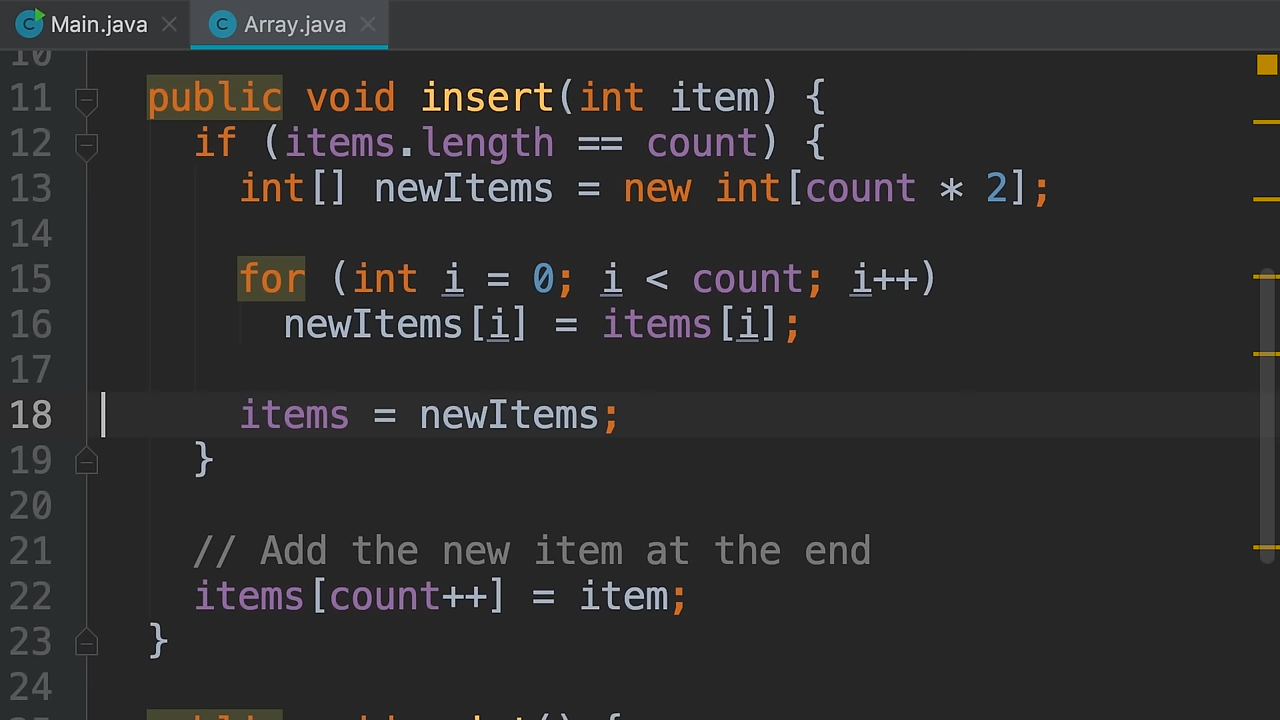 Main.java Array.java
10
11 public void insert(int item) {
12 if (items.length == count) {
13 int[] newItems = new int[count * 2];
14
15 for (int i = 0; i < count; i++)
16 newItems[i] = items[i];
17
18 items = newItems;
19 }
20
21 // Add the new item at the end
22 items[count++] = item;
23 }
24